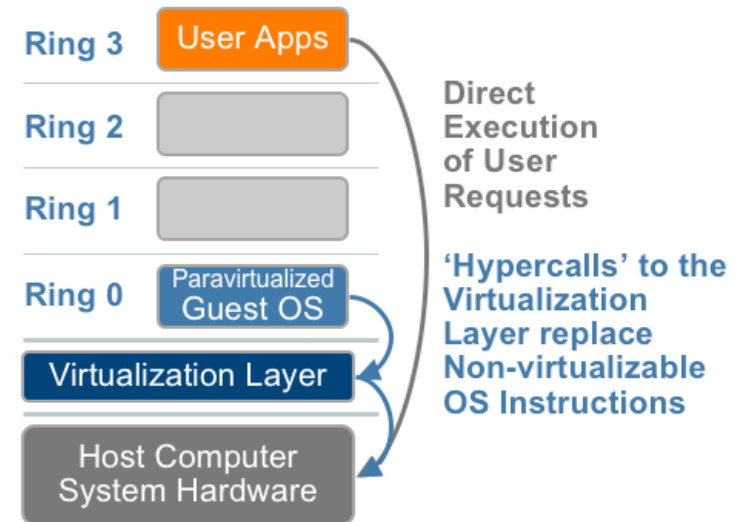 Ring 3
User Apps
Ring 2
Ring 1
Ring 0
Paravirtualized
Guest OS
Virtualization Layer
Host Computer
System Hardware
Direct
Execution
of User
Requests
‘Hypercalls’ to the
Virtualization
Layer replace
Non-virtualizable
OS Instructions